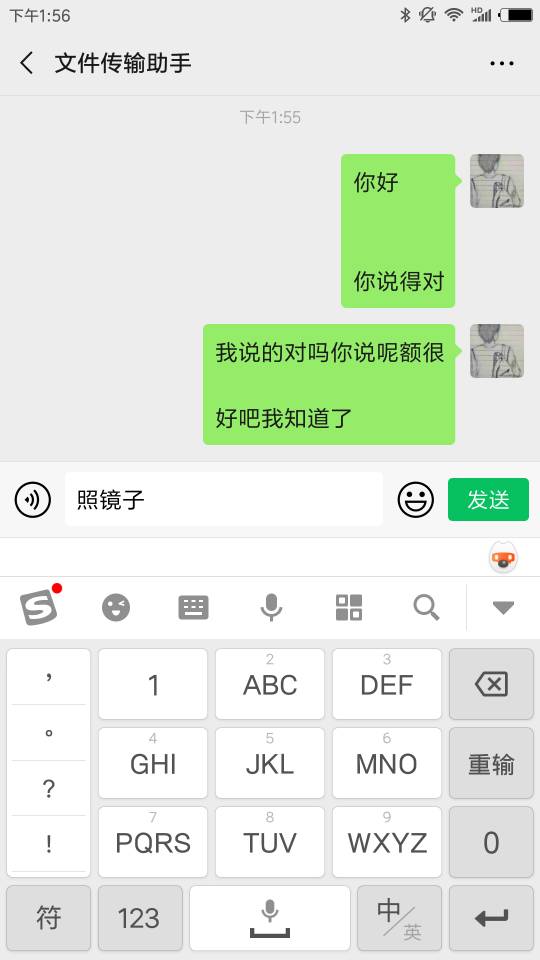 下午1:56
HD
文件传输助手
下午1:55
你好
你说得对
我说的对吗你说呢额很
好吧我知道了
照镜子
发送
，
。
?
!
1
2
ABC
3
DEF
4
GHI
5
JKL
6
MNO
重输
7
PQRS
8
TUV
9
WXYZ
0
符
123
中/英